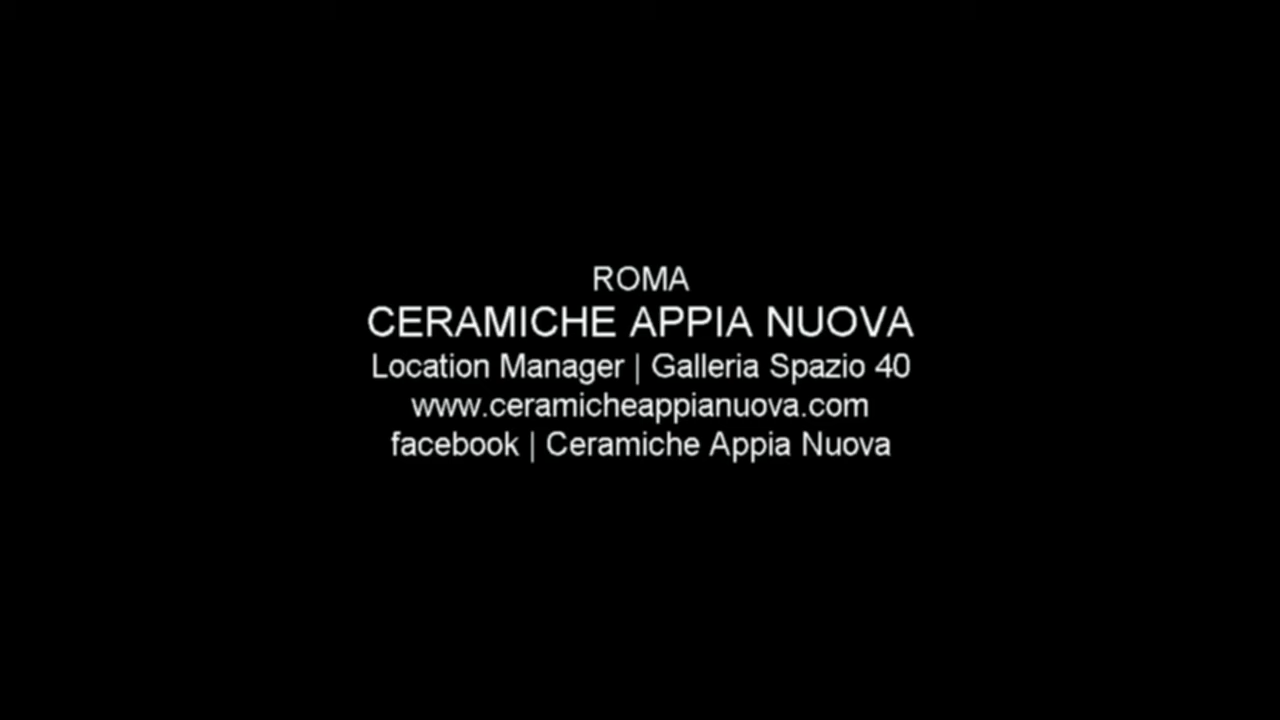 ROMA
CERAMICHE APPIA NUOVA
Location Manager | Galleria Spazio 40
www.ceramicheappianuova.com
facebook | Ceramiche Appia Nuova